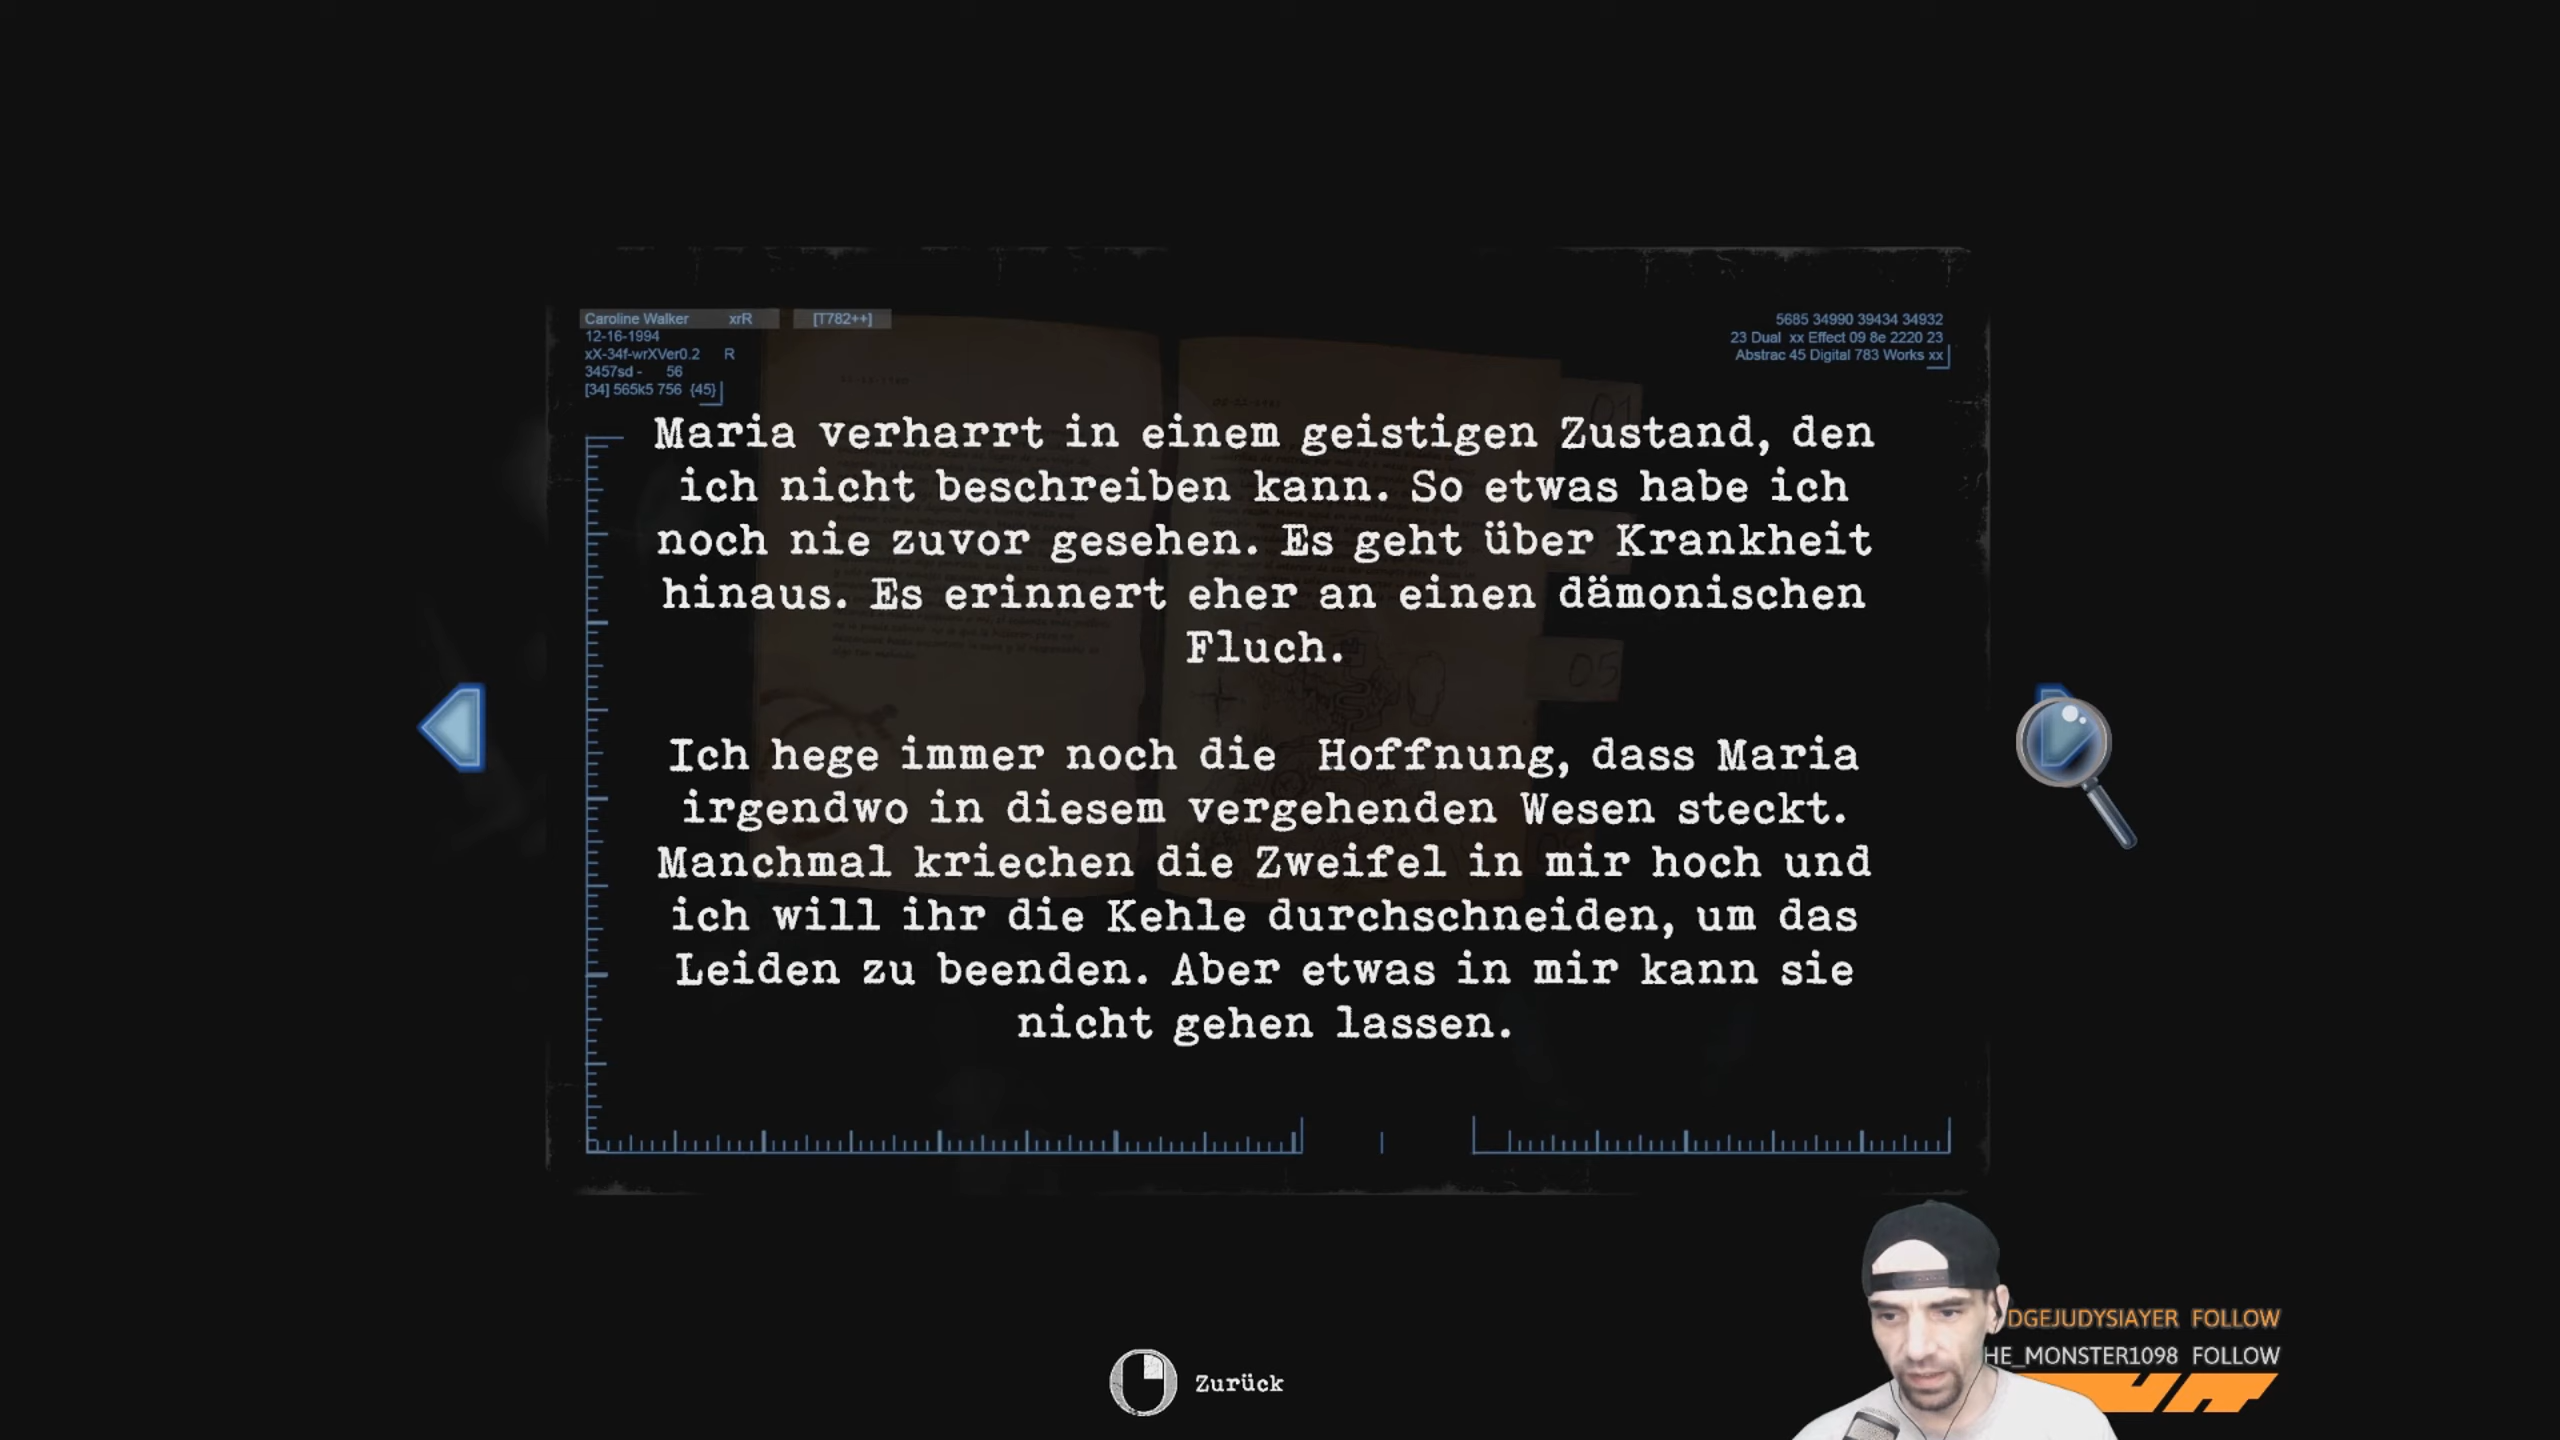 Caroline Walker xrR [T782++]
12-16-1994
xX-34f-wrXVer0.2 R
3457sd - 56
[34] 565k5 756 {45}
5685 34990 39434 34932
23 Dual xx Effect 09 8e 2220 23
Abstrac 45 Digital 783 Works xx
Maria verharrt in einem geistigen Zustand, den
ich nicht beschreiben kann. So etwas habe ich
noch nie zuvor gesehen. Es geht über Krankheit
hinaus. Es erinnert eher an einen dämonischen
Fluch.
Ich hege immer noch die Hoffnung, dass Maria
irgendwo in diesem vergehenden Wesen steckt.
Manchmal kriechen die Zweifel in mir hoch und
ich will ihr die Kehle durchschneiden, um das
Leiden zu beenden. Aber etwas in mir kann sie
nicht gehen lassen.
01
05
Zurück
DGEJUDYSIAYER FOLLOW
HE_MONSTER1098 FOLLOW